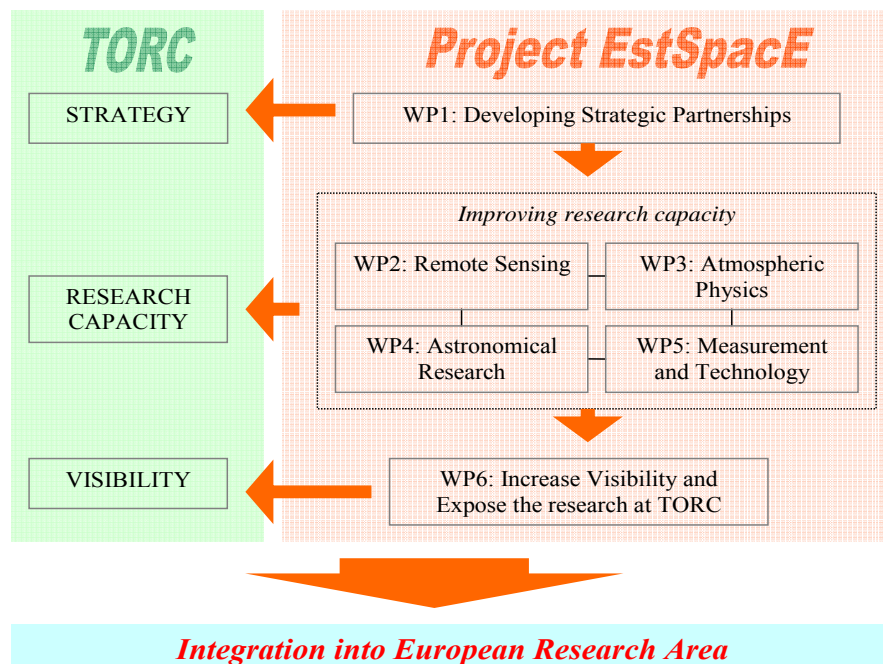 TORC
Project EstSpacE
STRATEGY
WP1: Developing Strategic Partnerships
Improving research capacity
WP2: Remote Sensing
WP3: Atmospheric
Physics
RESEARCH
CAPACITY
WP4: Astronomical
Research
WP5: Measurement
and Technology
VISIBILITY
WP6: Increase Visibility and
Expose the research at TORC
Integration into European Research Area